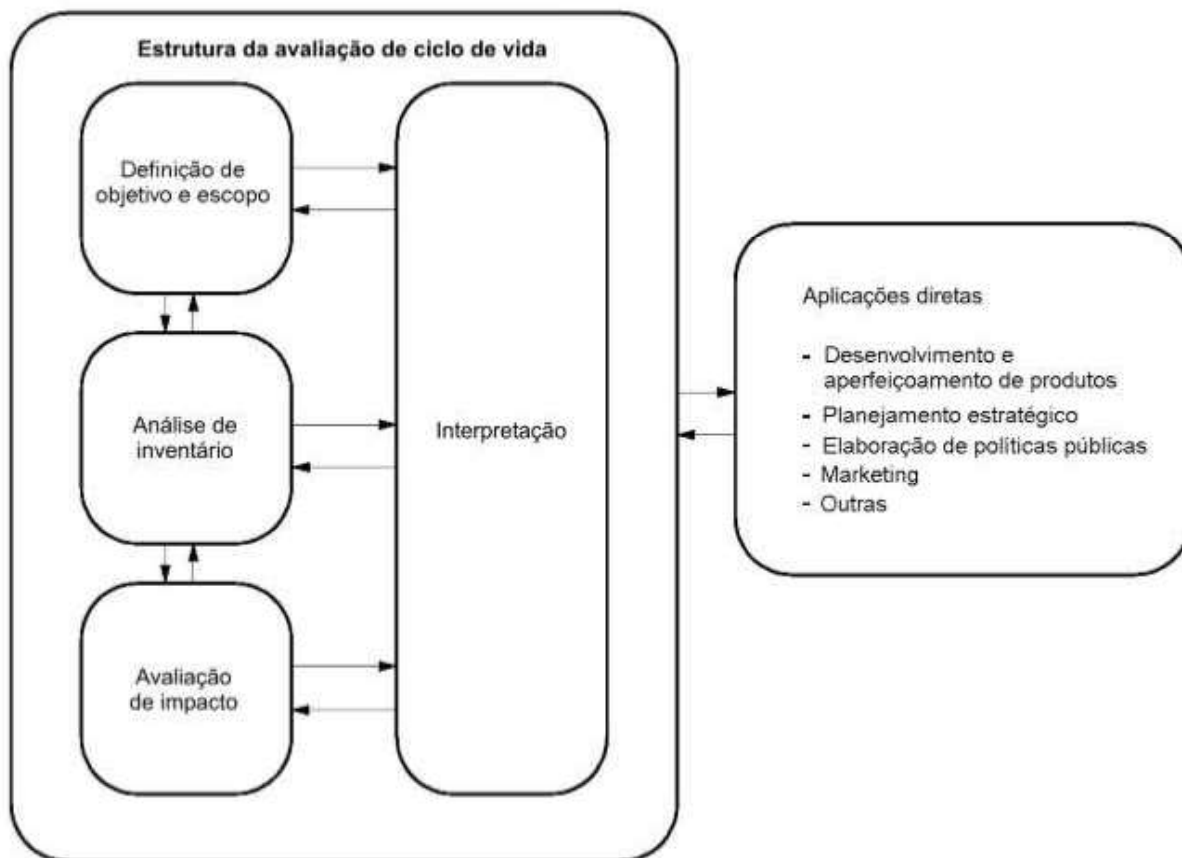 Estrutura da avaliação de ciclo de vida
Definição de
objetivo e escopo
Análise de
inventário
Avaliação
de impacto
Interpretação
Aplicações diretas
- Desenvolvimento e
aperfeiçoamento de produtos
- Planejamento estratégico
- Elaboração de políticas públicas
- Marketing
- Outras